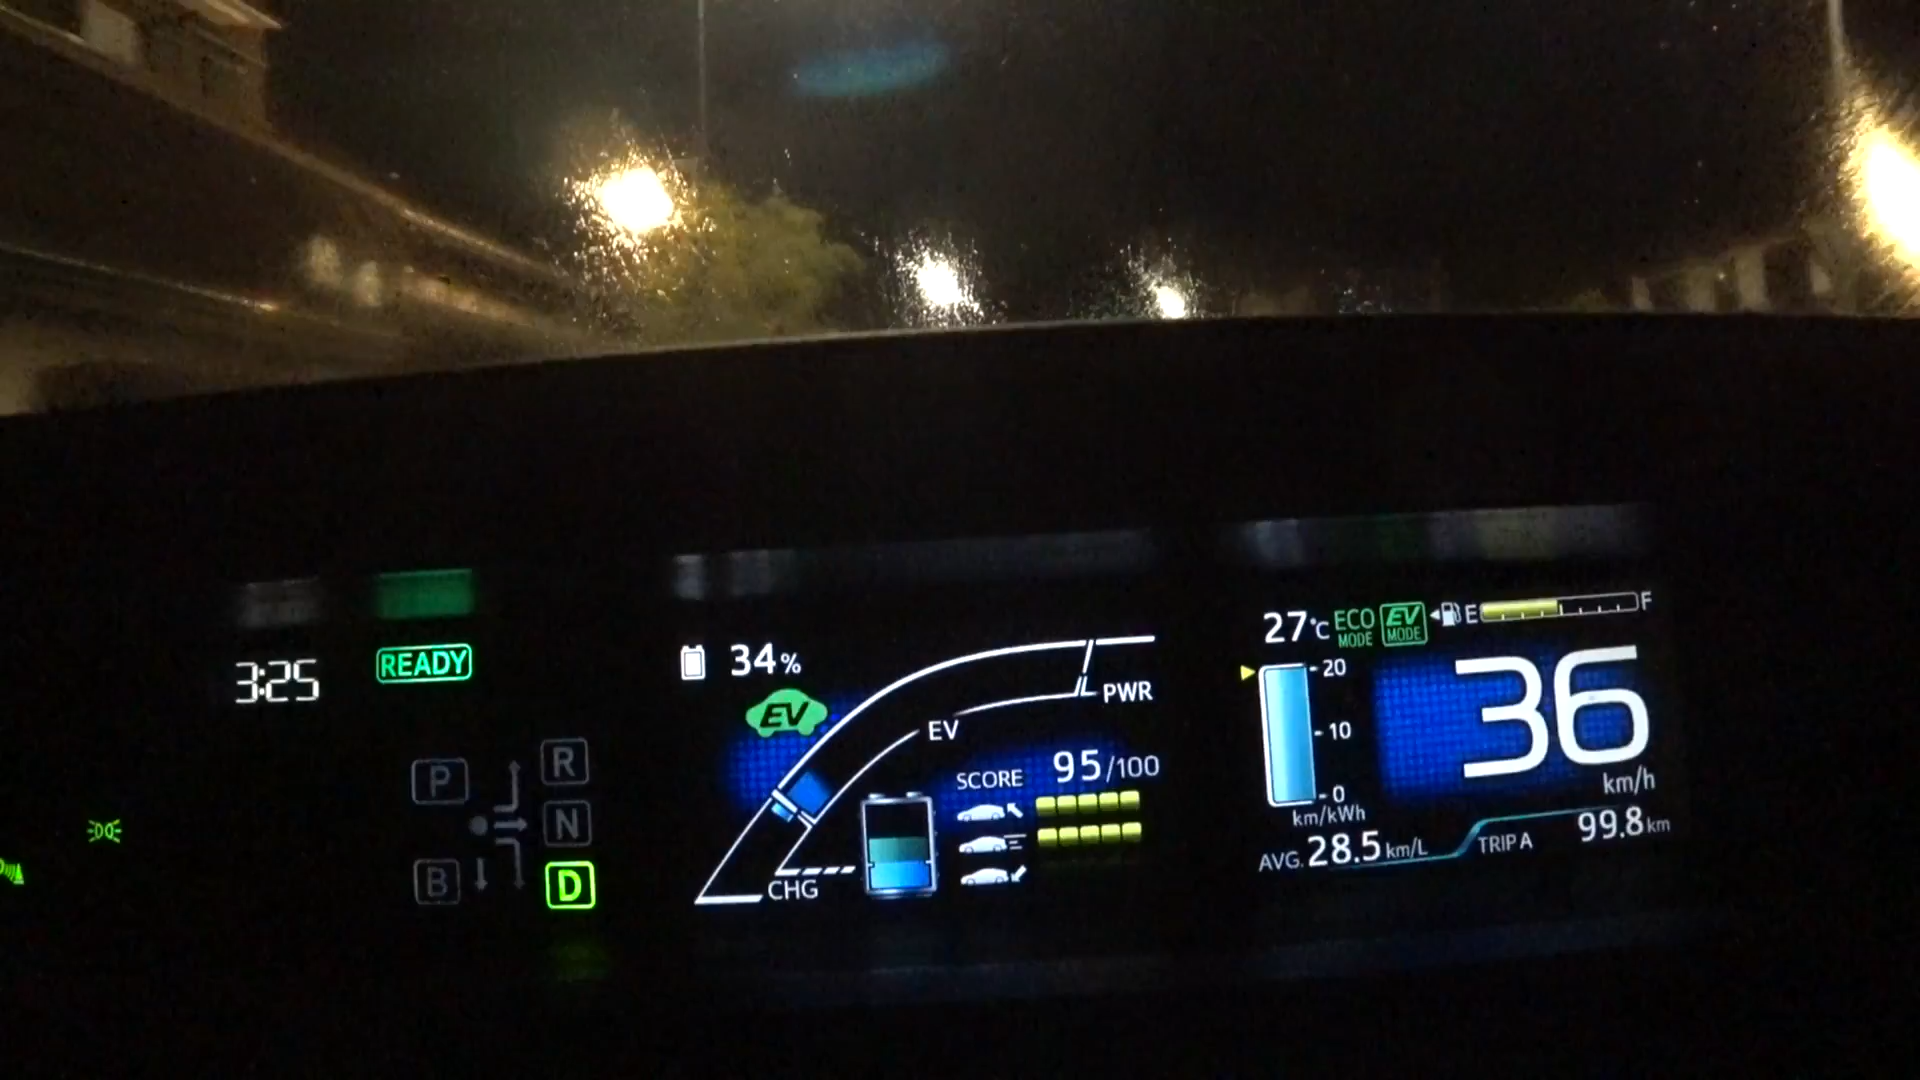 3:25
READY
P
R
N
B
D
34%
EV
EV
PWR
CHG
SCORE 95/100
27°C
ECO MODE
EV MODE
E
F
20
10
0
km/kWh
36
km/h
AVG. 28.5 km/L
TRIP A 99.8 km